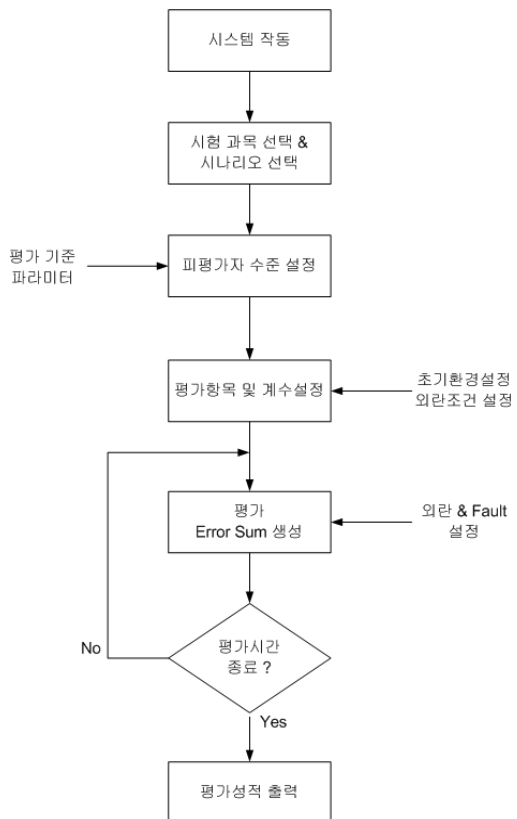 시스템 작동
시험 과목 선택 &
시나리오 선택
평가 기준
파라미터
피평가자 수준 설정
평가항목 및 계수설정
초기환경설정
외란조건 설정
평가
Error Sum 생성
외란 & Fault
설정
평가시간
종료 ?
No
Yes
평가성적 출력